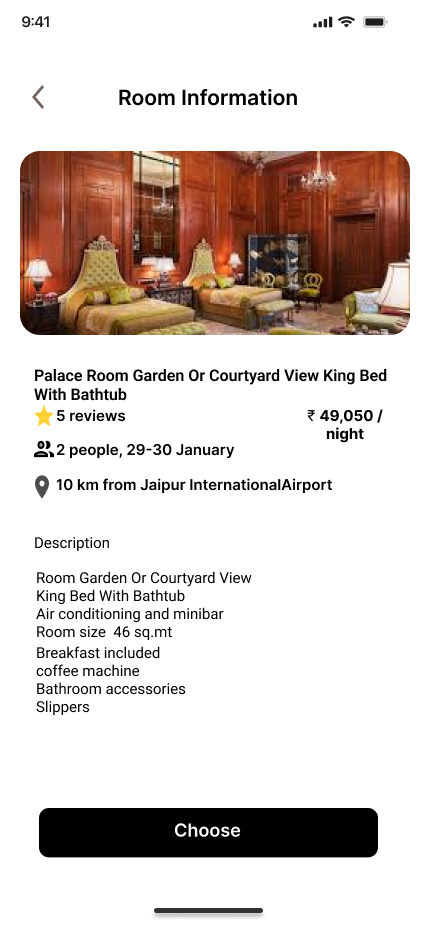 9:41
Room Information
Palace Room Garden Or Courtyard View King Bed
With Bathtub
5 reviews
₹ 49,050 /
night
2 people, 29-30 January
10 km from Jaipur InternationalAirport
Description
Room Garden Or Courtyard View
King Bed With Bathtub
Air conditioning and minibar
Room size  46 sq.mt
Breakfast included
coffee machine
Bathroom accessories
Slippers
Choose